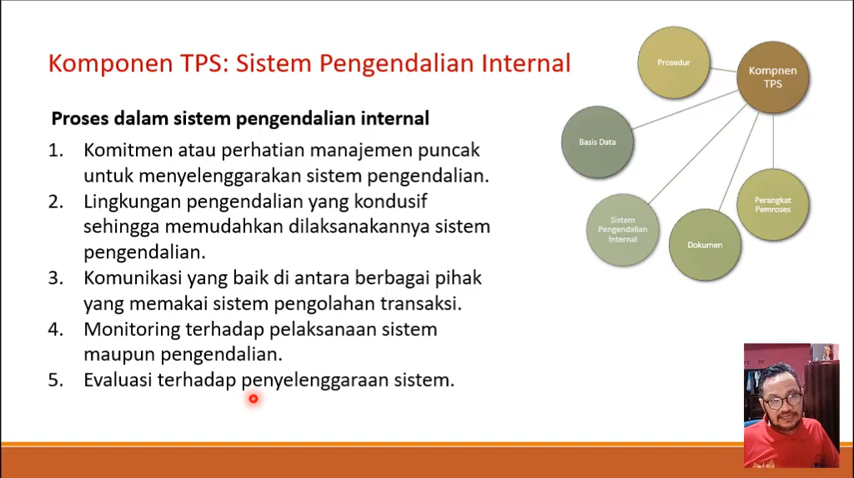 Komponen TPS: Sistem Pengendalian Internal
Proses dalam sistem pengendalian internal
1. Komitmen atau perhatian manajemen puncak
untuk menyelenggarakan sistem pengendalian.
2. Lingkungan pengendalian yang kondusif
sehingga memudahkan dilaksanakannya sistem
pengendalian.
3. Komunikasi yang baik di antara berbagai pihak
yang memakai sistem pengolahan transaksi.
4. Monitoring terhadap pelaksanaan sistem
maupun pengendalian.
5. Evaluasi terhadap penyelenggaraan sistem.
Prosedur
Kompnen
TPS
Basis Data
Sistem
Pengendalian
Internal
Dokumen
Perangkat
Pemroses